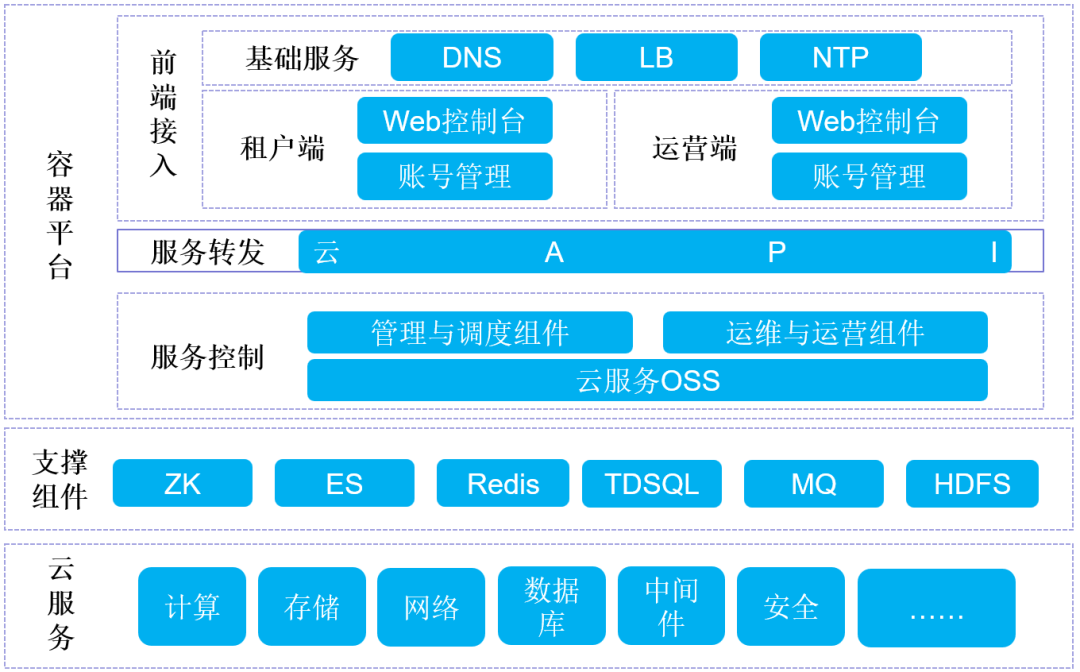 容器平台
前端接入
基础服务 DNS LB NTP
租户端
Web控制台
账号管理
运营端
Web控制台
账号管理
服务转发 云 A P I
服务控制
管理与调度组件 运维与运营组件
云服务OSS
支撑
组件
ZK ES Redis TDSQL MQ HDFS
云服务
计算 存储 网络
数据
库
中间
件
安全 ……